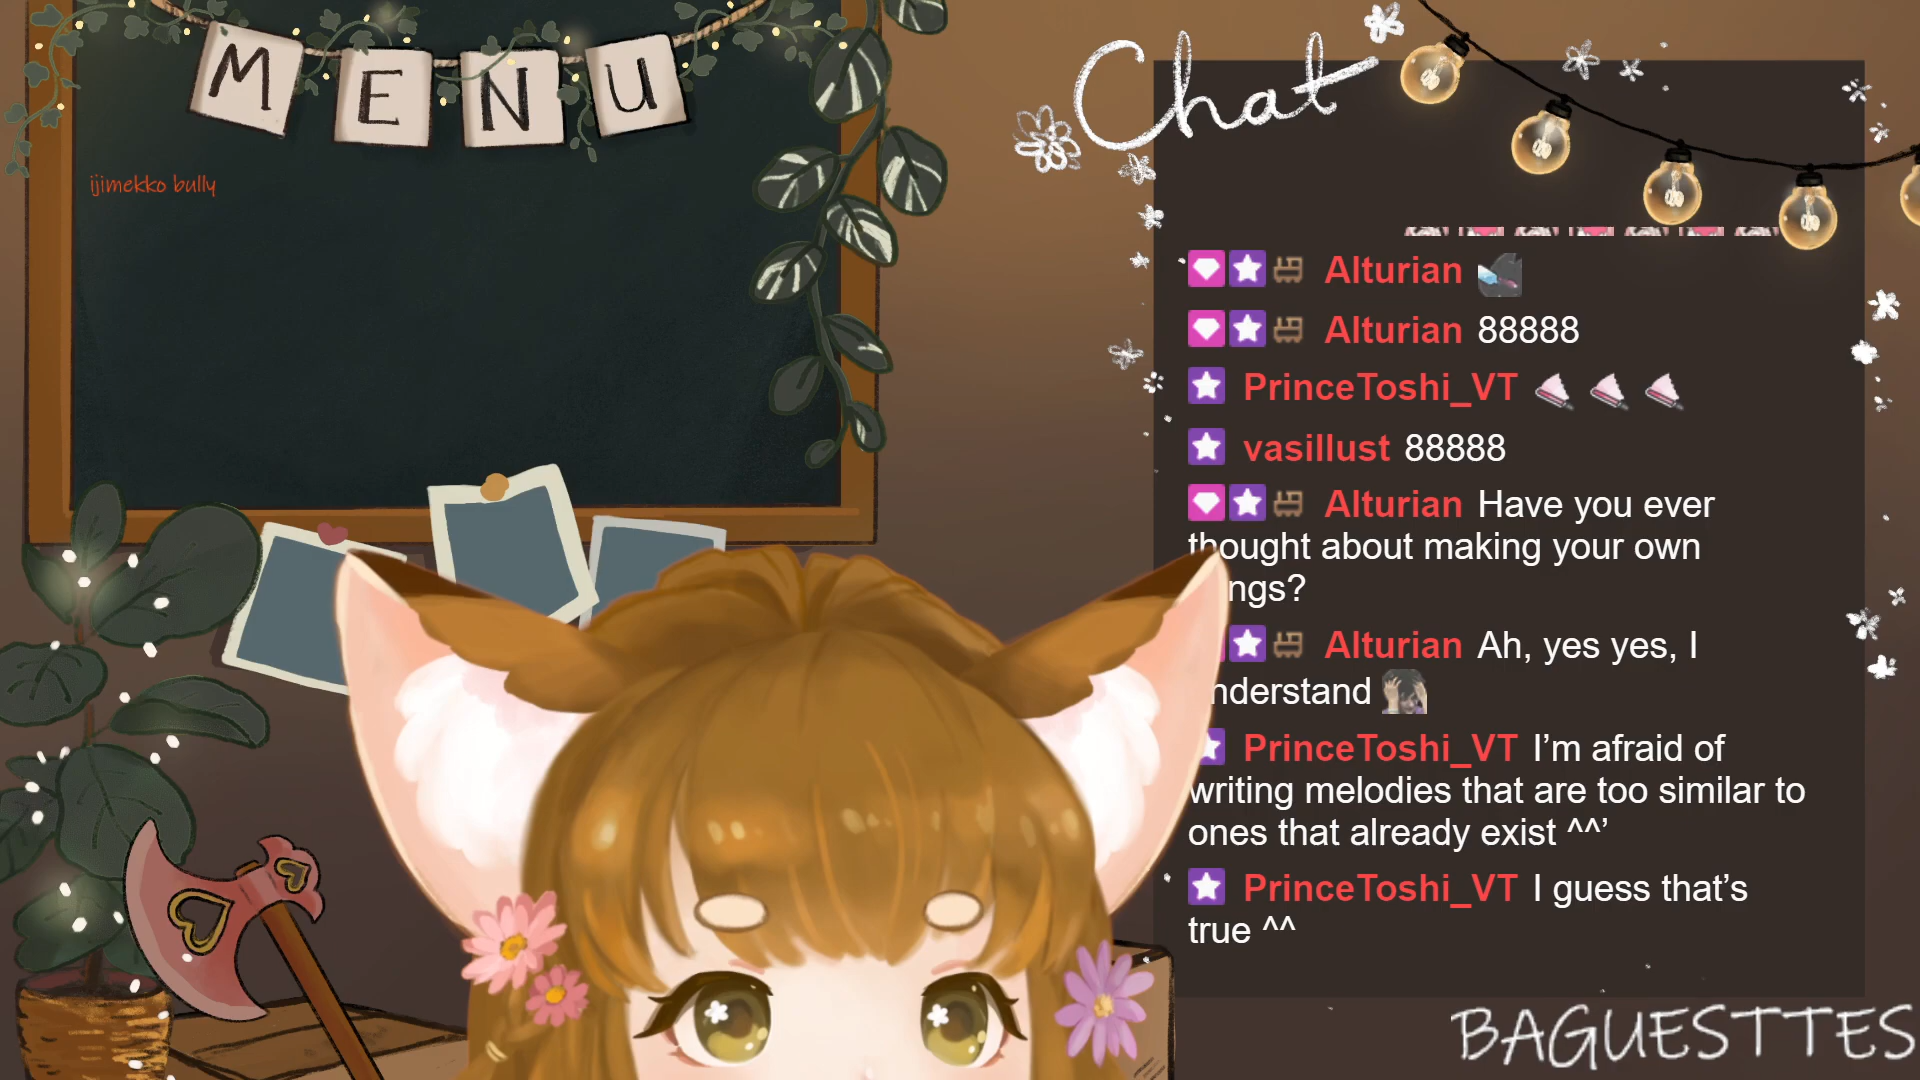 MENU
ijimekko bully
Chat
Alturian
Alturian 88888
PrinceToshi_VT
vasillust 88888
Alturian Have you ever
thought about making your own
ngs?
Alturian Ah, yes yes, I
nderstand
PrinceToshi_VT I’m afraid of
writing melodies that are too similar to
ones that already exist ^^’
PrinceToshi_VT I guess that’s
true ^^
BAGUESTTES